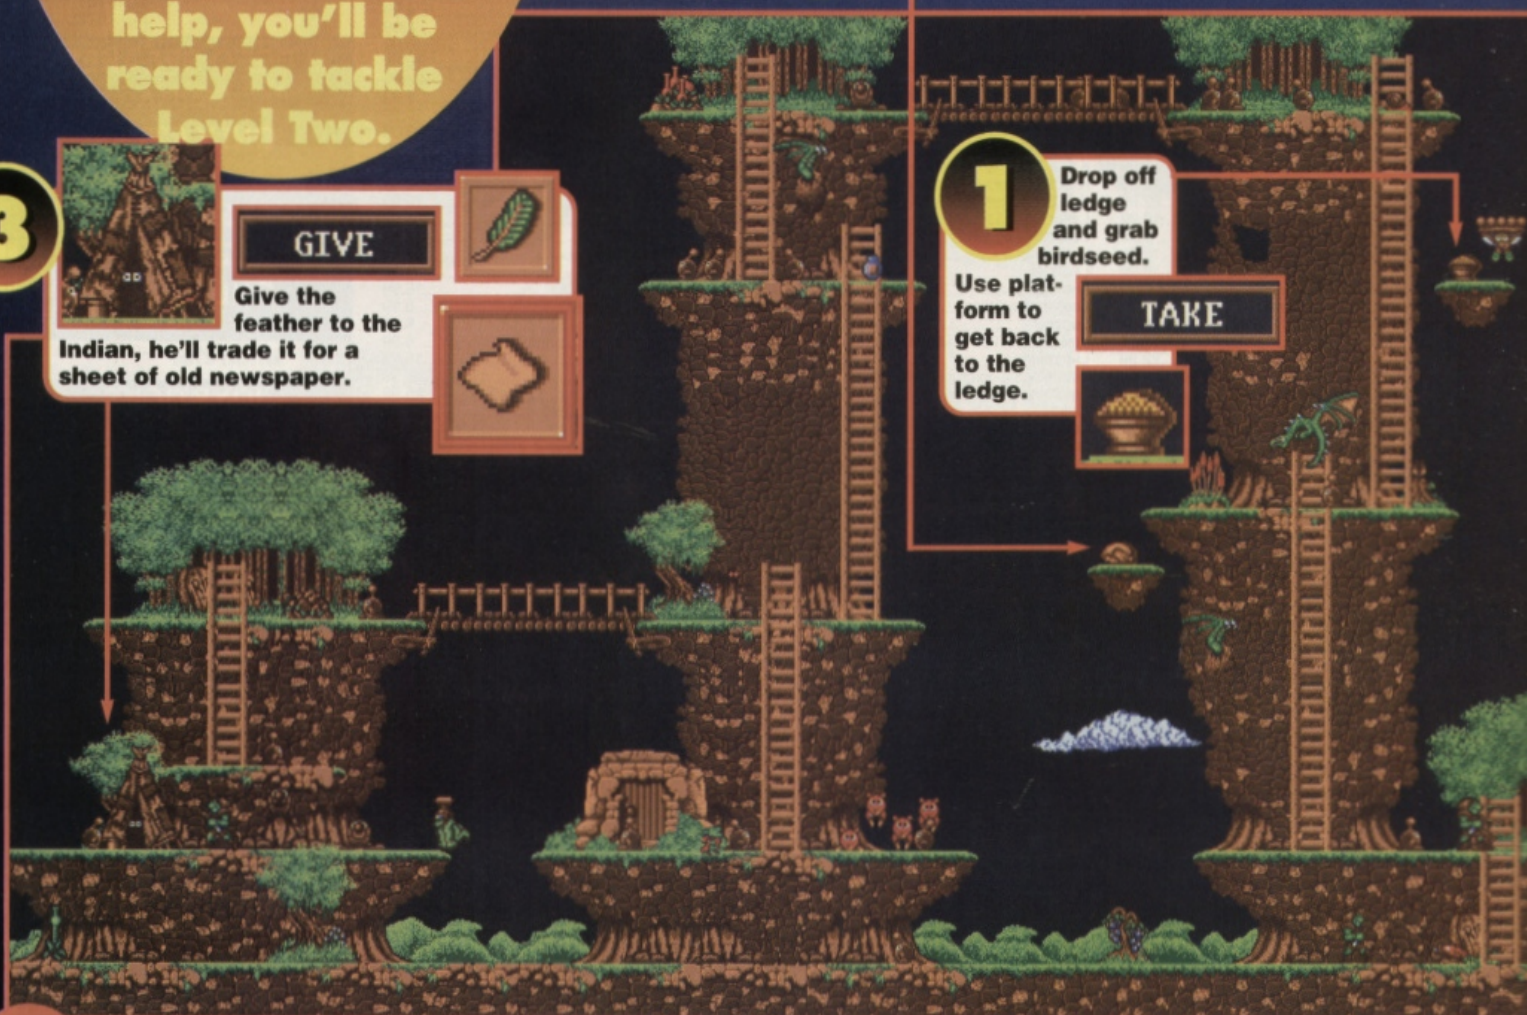 help, you'll be
ready to tackle
Level Two.
3
GIVE
Give the
feather to the
Indian, he'll trade it for a
sheet of old newspaper.
1
Drop off
ledge
and grab
birdseed.
Use plat-
form to
get back
to the
ledge.
TAKE